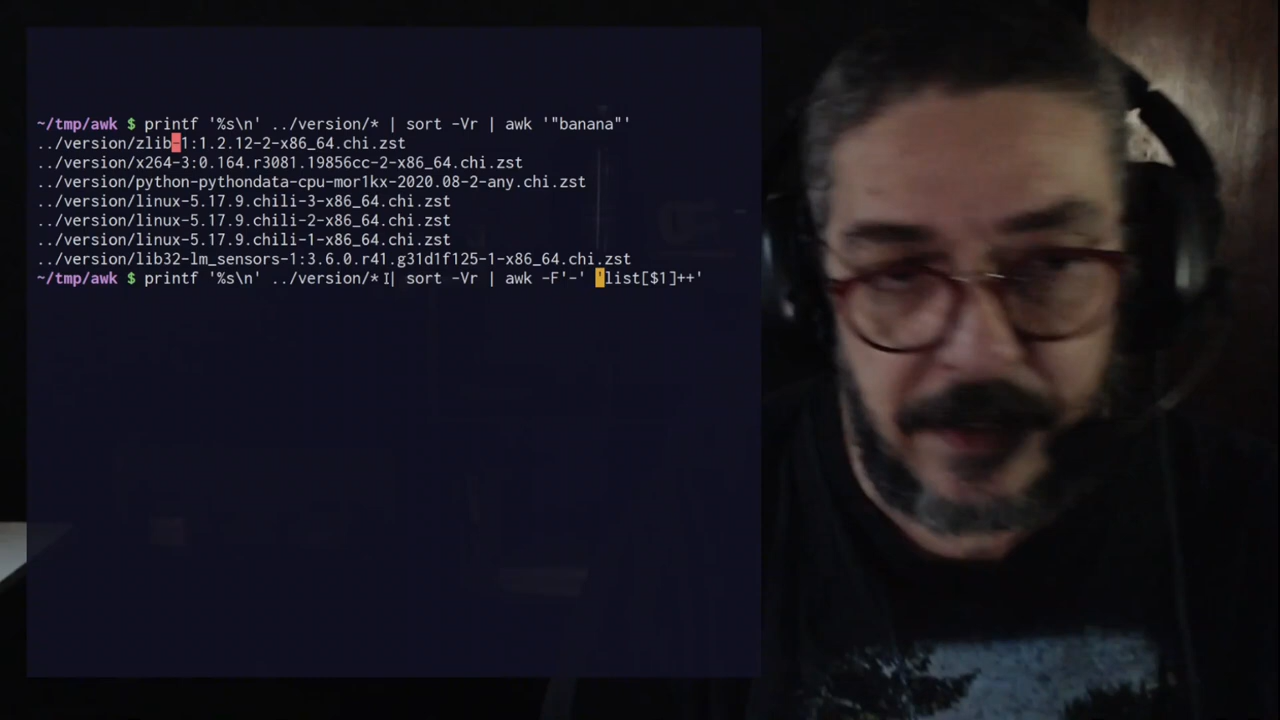 ~/tmp/awk $ printf '%s\n' ../version/* | sort -Vr | awk '"banana"'
../version/zlib-1:1.2.12-2-x86_64.chi.zst
../version/x264-3:0.164.r3081.19856cc-2-x86_64.chi.zst
../version/python-pythondata-cpu-mor1kx-2020.08-2-any.chi.zst
../version/linux-5.17.9.chili-3-x86_64.chi.zst
../version/linux-5.17.9.chili-2-x86_64.chi.zst
../version/linux-5.17.9.chili-1-x86_64.chi.zst
../version/lib32-lm_sensors-1:3.6.0.r41.g31d1f125-1-x86_64.chi.zst
~/tmp/awk $ printf '%s\n' ../version/* | sort -Vr | awk -F'-' 'list[$1]++'